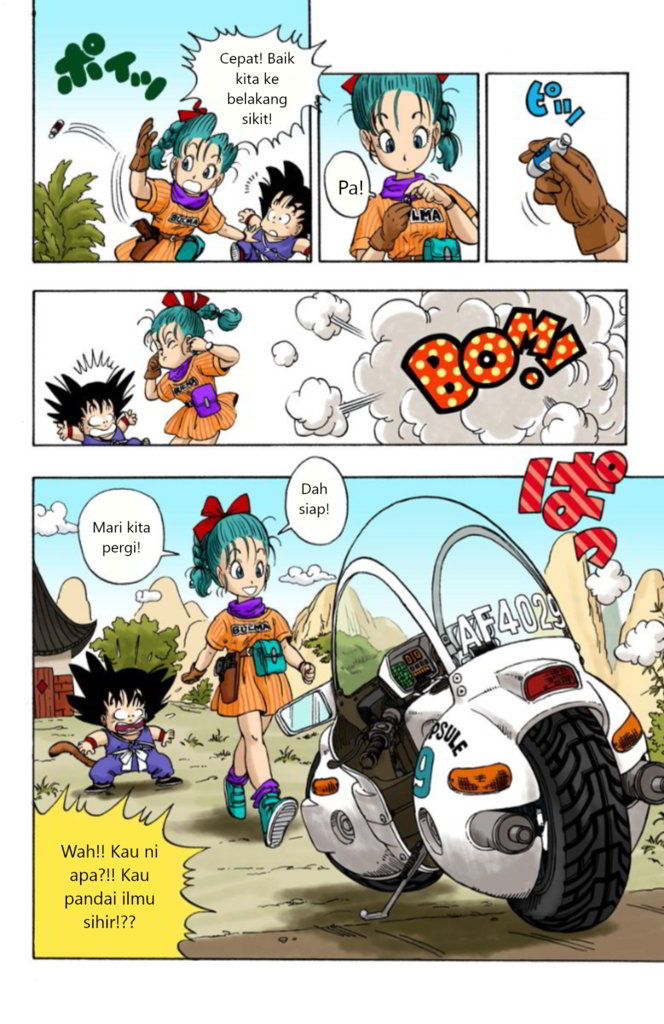 ポイッ
Cepat! Baik
kita ke
belakang
sikit!
BULMA
Pa!
LMA
ピッ
BULMA
BOM!
Dah
siap!
Mari kita
pergi!
ぱっ
BULMA
AF4029
PSULE
9
Wah!! Kau ni
apa?!! Kau
pandai ilmu
sihir!??